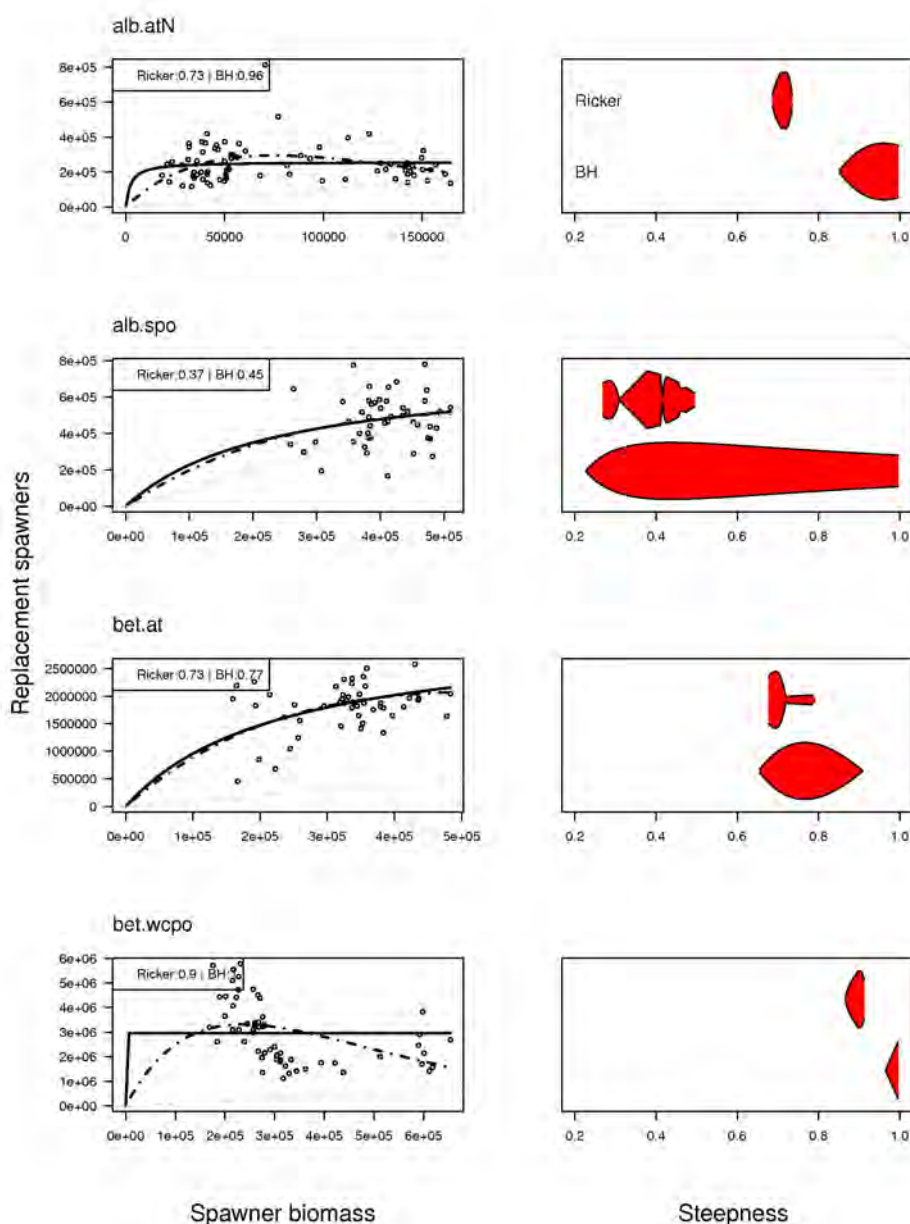 alb.atN
8e+05
6e+05
4e+05
2e+05
0e+00
Ricker:0.73 | BH:0.96
0 50000 100000 150000
Ricker
BH
0.2 0.4 0.6 0.8 1.0
alb.spo
8e+05
6e+05
4e+05
2e+05
0e+00
Ricker:0.37 | BH:0.45
0e+00 1e+05 2e+05 3e+05 4e+05 5e+05
0.2 0.4 0.6 0.8 1.0
Replacement spawners
bet.at
2500000
2000000
1500000
1000000
500000
0
Ricker:0.73 | BH:0.77
0e+00 1e+05 2e+05 3e+05 4e+05 5e+05
0.2 0.4 0.6 0.8 1.0
bet.wcpo
6e+06
5e+06
4e+06
3e+06
2e+06
1e+06
0e+00
Ricker:0.9 | BH:
0e+00 1e+05 2e+05 3e+05 4e+05 5e+05 6e+05
0.2 0.4 0.6 0.8 1.0
Spawner biomass
Steepness